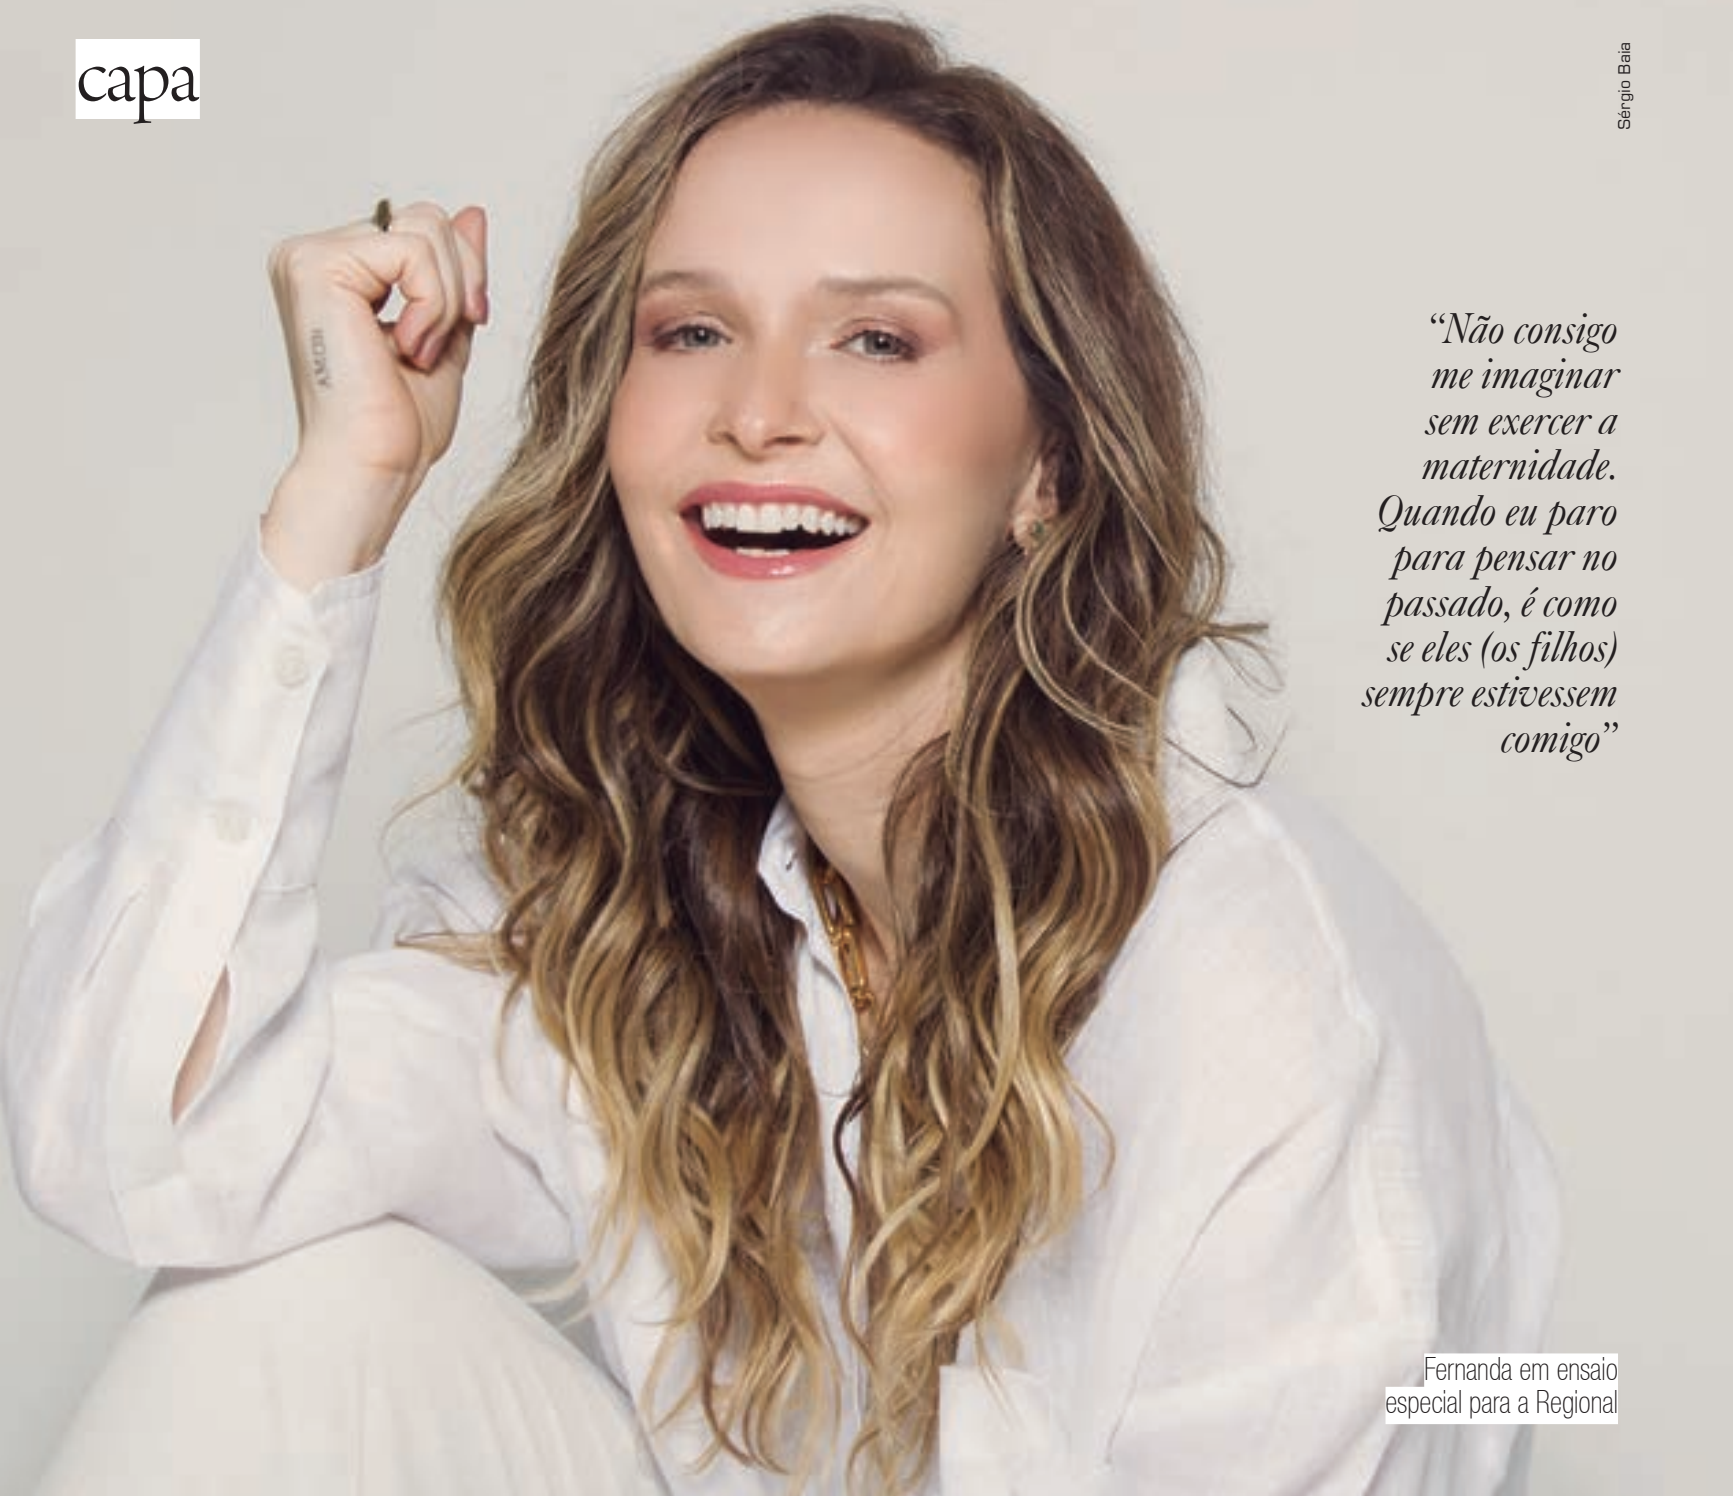 capa
Sérgio Baia
“Não consigo
me imaginar
sem exercer a
maternidade.
Quando eu paro
para pensar no
passado, é como
se eles (os filhos)
sempre estivessem
comigo”
Fernanda em ensaio
especial para a Regional